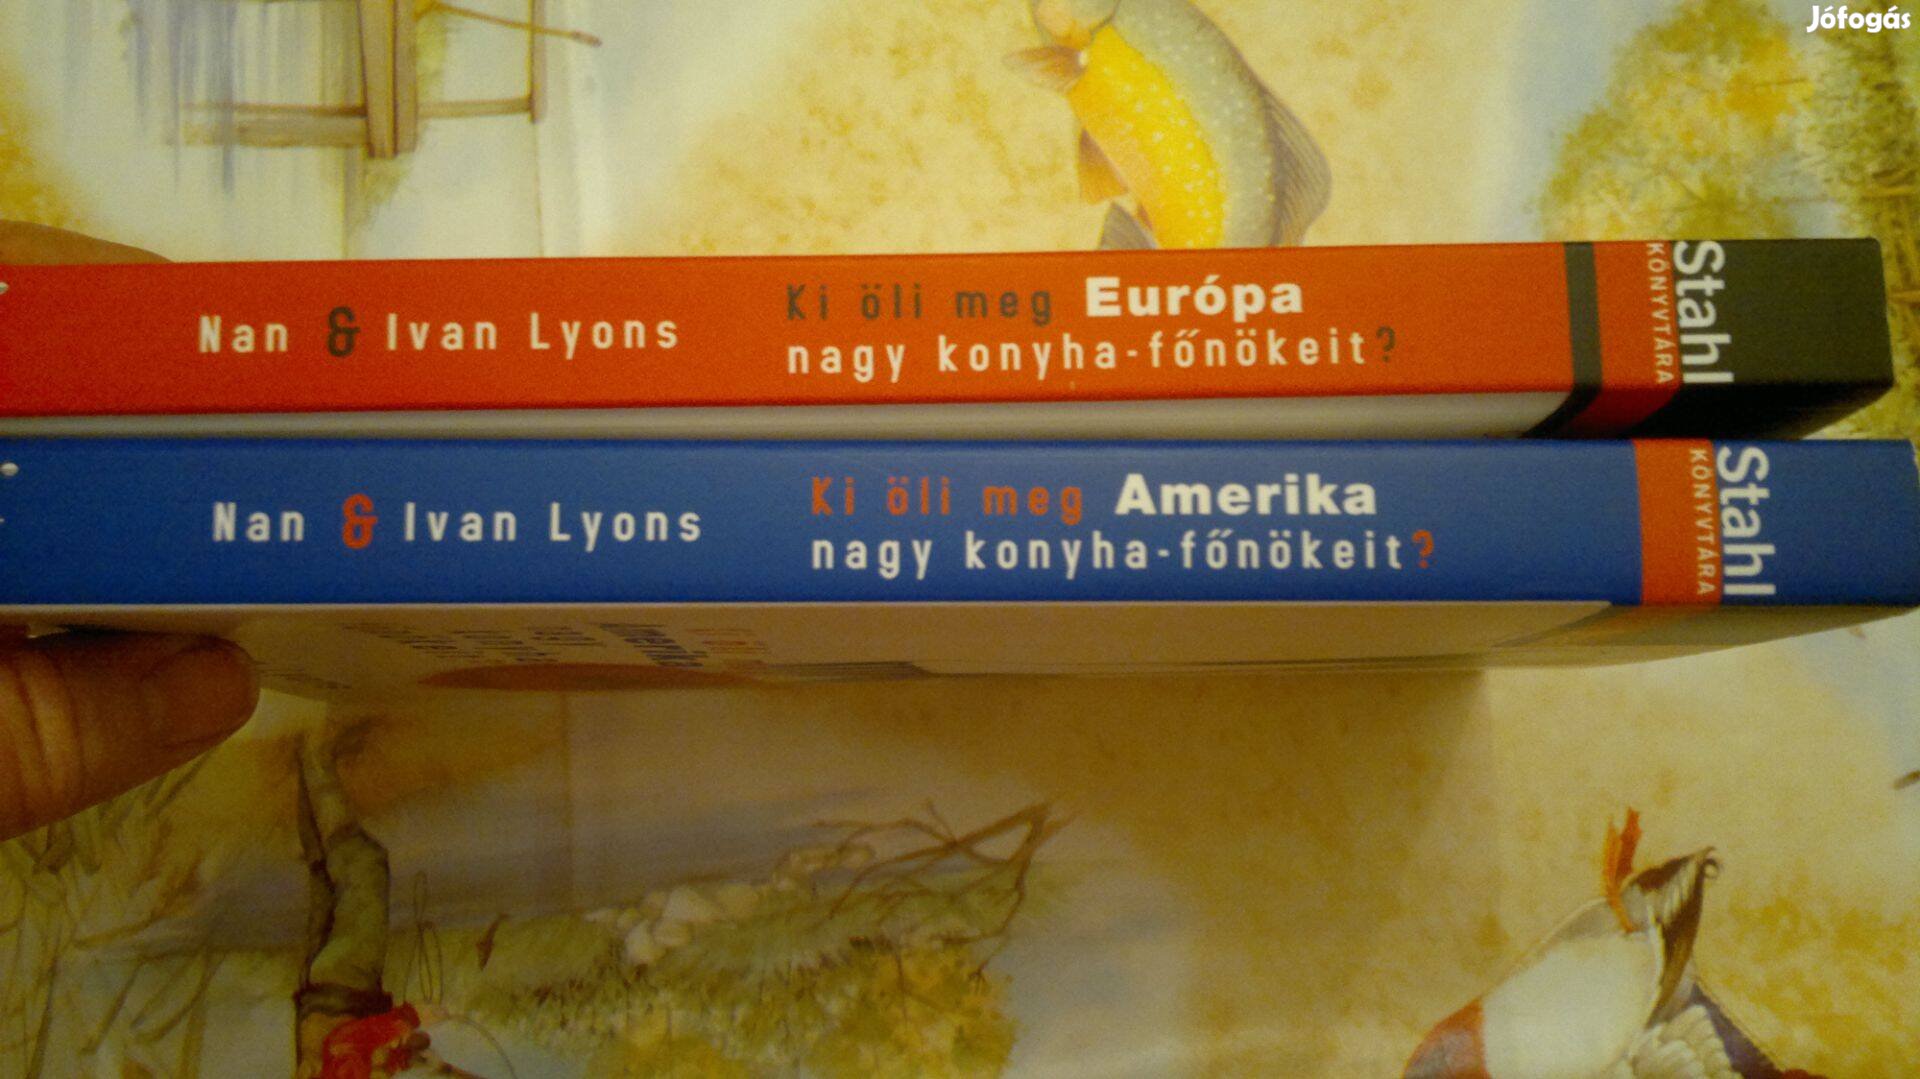 Jófogás
Nan & Ivan Lyons
Ki öli meg Európa
nagy konyha-főnökeit?
Stahl
KÖNYVTÁRA
Nan & Ivan Lyons
Ki öli meg Amerika
nagy konyha-főnökeit?
Stahl
KÖNYVTÁRA
Amerika